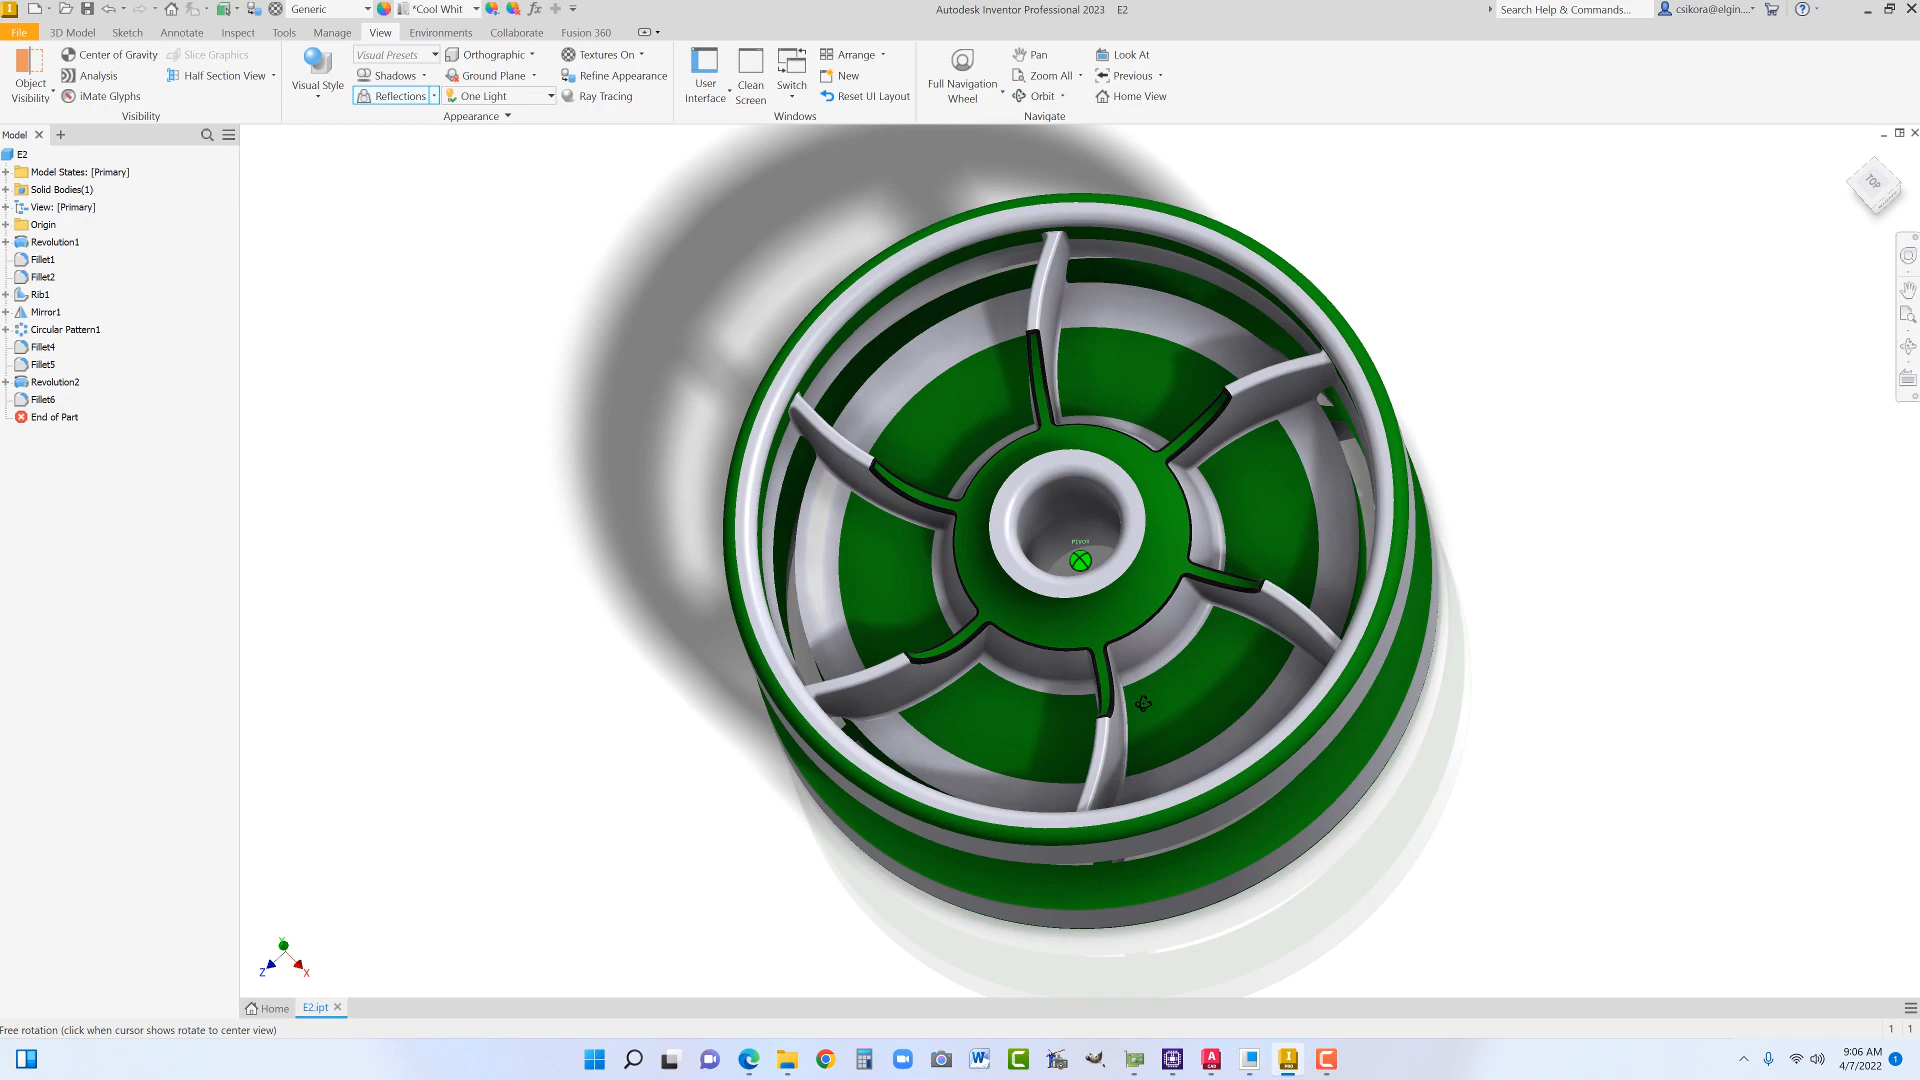 Generic
*Cool Whit
fx
Autodesk Inventor Professional 2023 E2
Search Help & Commands...
csikora@elgin....
File 3D Model Sketch Annotate Inspect Tools Manage View Environments Collaborate Fusion 360
Object Visibility
Center of Gravity
Analysis
iMate Glyphs
Slice Graphics
Half Section View
Visibility
Visual Style
Visual Presets
Shadows
Reflections
Orthographic
Ground Plane
One Light
Textures On
Refine Appearance
Ray Tracing
Appearance
User Interface
Clean Screen
Switch
Arrange
New
Reset UI Layout
Windows
Full Navigation Wheel
Pan
Zoom All
Orbit
Look At
Previous
Home View
Navigate
Model
E2
Model States: [Primary]
Solid Bodies(1)
View: [Primary]
Origin
Revolution1
Fillet1
Fillet2
Rib1
Mirror1
Circular Pattern1
Fillet4
Fillet5
Revolution2
Fillet6
End of Part
TOP
PIVOT
Y
Z
X
Home E2.ipt
Free rotation (click when cursor shows rotate to center view)
1 1
9:06 AM
4/7/2022
1